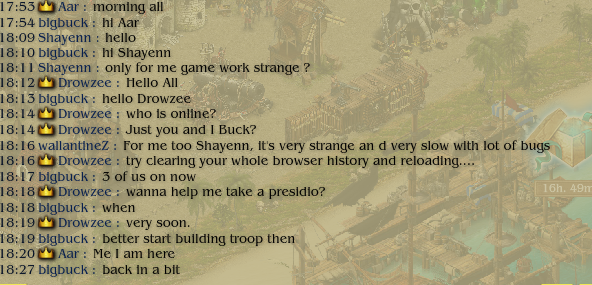 17:53 Aar : morning all
17:54 bigbuck : hi Aar
18:09 Shayenn : hello
18:10 bigbuck : hi Shayenn
18:11 Shayenn : only for me game work strange ?
18:12 Drowzee : Hello All
18:13 bigbuck : hello Drowzee
18:14 Drowzee : who is online?
18:14 Drowzee : Just you and I Buck?
18:16 wallantineZ : For me too Shayenn, it's very strange an d very slow with lot of bugs
18:16 Drowzee : try clearing your whole browser history and reloading....
18:17 bigbuck : 3 of us on now
18:18 Drowzee : wanna help me take a presidio?
18:18 bigbuck : when
18:19 Drowzee : very soon.
18:19 bigbuck : better start building troop then
18:20 Aar : Me I am here
18:27 bigbuck : back in a bit
16h. 49m